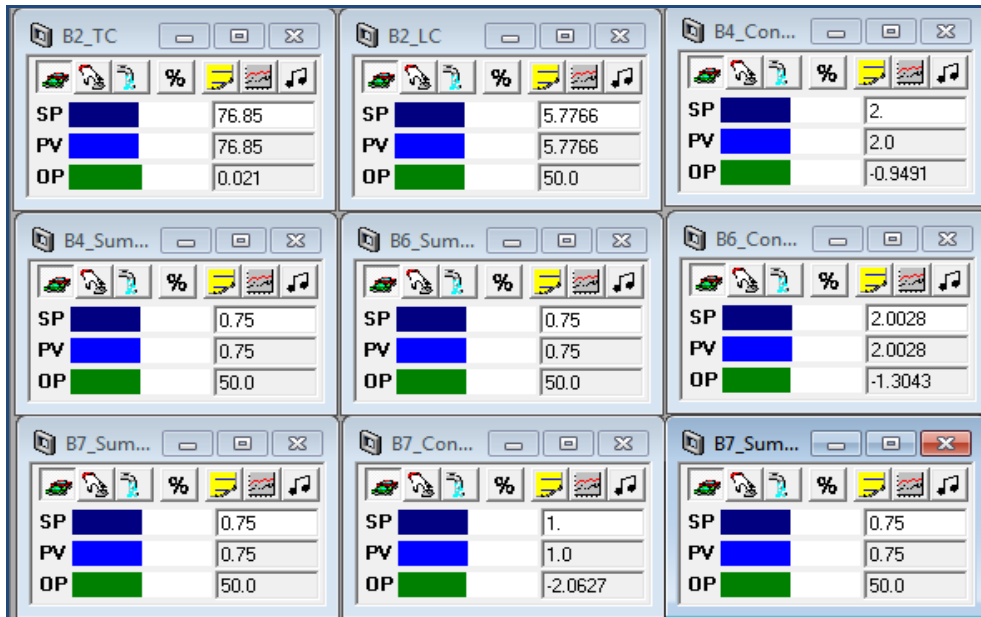 B2_TC
%
SP 76.85
PV 76.85
OP 0.021
B2_LC
%
SP 5.7766
PV 5.7766
OP 50.0
B4_Con...
%
SP 2.
PV 2.0
OP -0.9491
B4_Sum...
%
SP 0.75
PV 0.75
OP 50.0
B6_Sum...
%
SP 0.75
PV 0.75
OP 50.0
B6_Con...
%
SP 2.0028
PV 2.0028
OP -1.3043
B7_Sum...
%
SP 0.75
PV 0.75
OP 50.0
B7_Con...
%
SP 1.
PV 1.0
OP -2.0627
B7_Sum...
%
SP 0.75
PV 0.75
OP 50.0